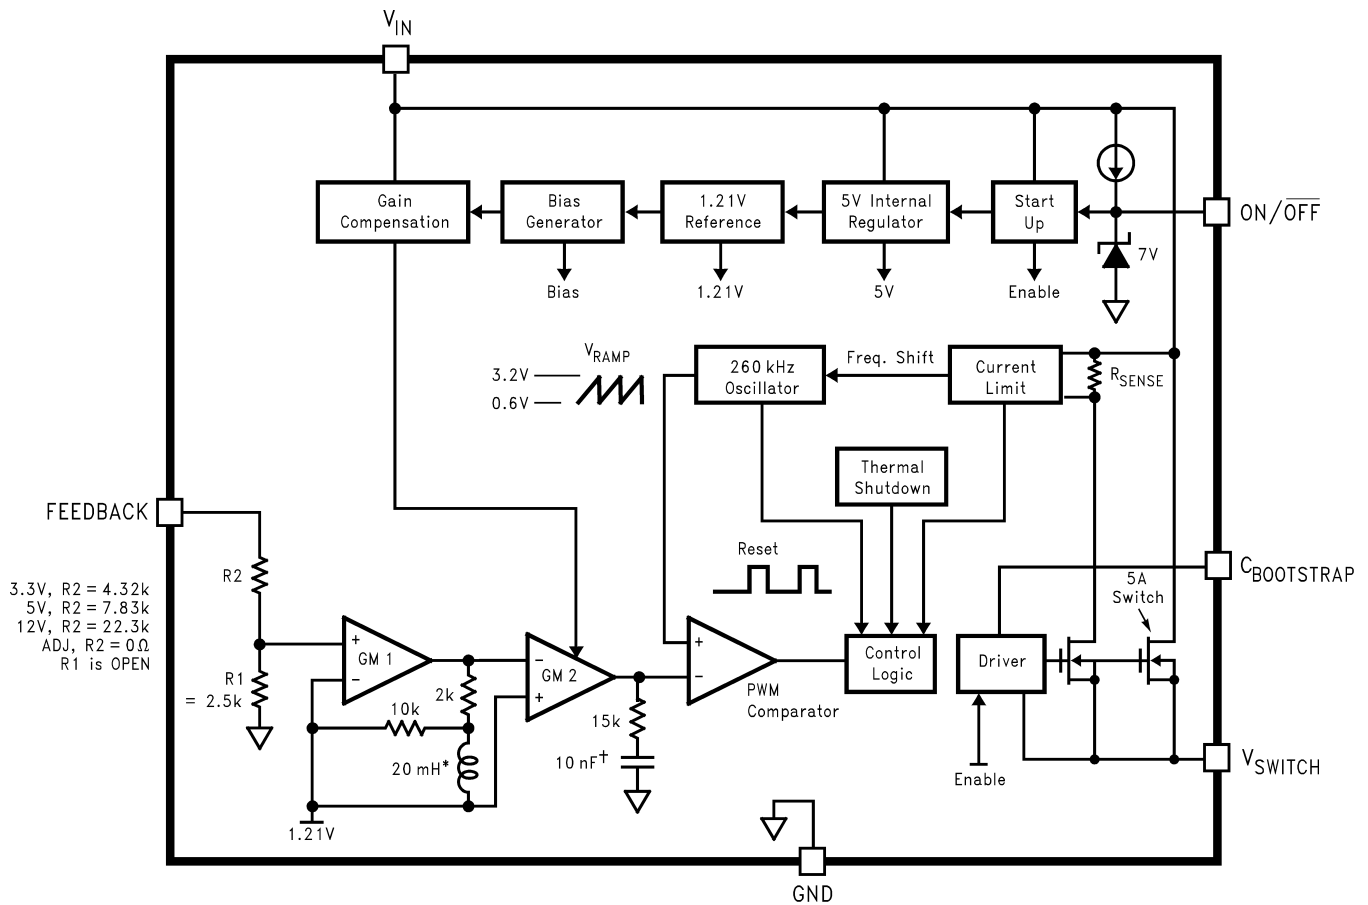 VIN
Gain
Compensation
Bias
Generator
1.21V
Reference
5V Internal
Regulator
Start
Up
ON/OFF
7V
Bias
1.21V
5V
Enable
VRAMP
3.2V
0.6V
260 kHz
Oscillator
Freq. Shift
Current
Limit
RSENSE
Thermal
Shutdown
FEEDBACK
Reset
CBOOTSTRAP
5A
Switch
R2
3.3V, R2 = 4.32k
5V, R2 = 7.83k
12V, R2 = 22.3k
ADJ, R2 = 0Ω
R1 is OPEN
R1
= 2.5k
+
GM 1
−
−
GM 2
+
2k
10k
20 mH*
1.21V
15k
10 nF†
+
−
PWM
Comparator
Control
Logic
Driver
Enable
VSWITCH
GND